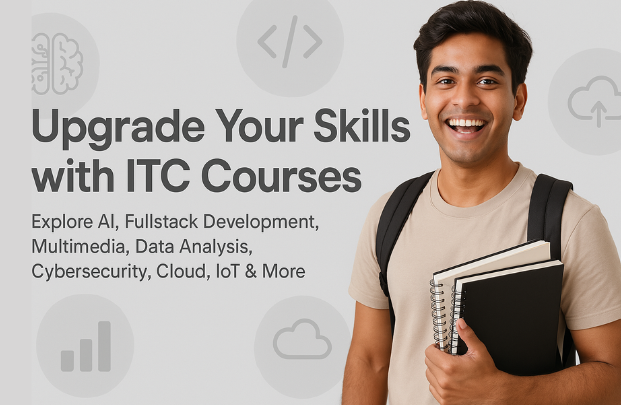 Upgrade Your Skills
with ITC Courses
Explore AI, Fullstack Development,
Multimedia, Data Analysis,
Cybersecurity, Cloud, IoT & More